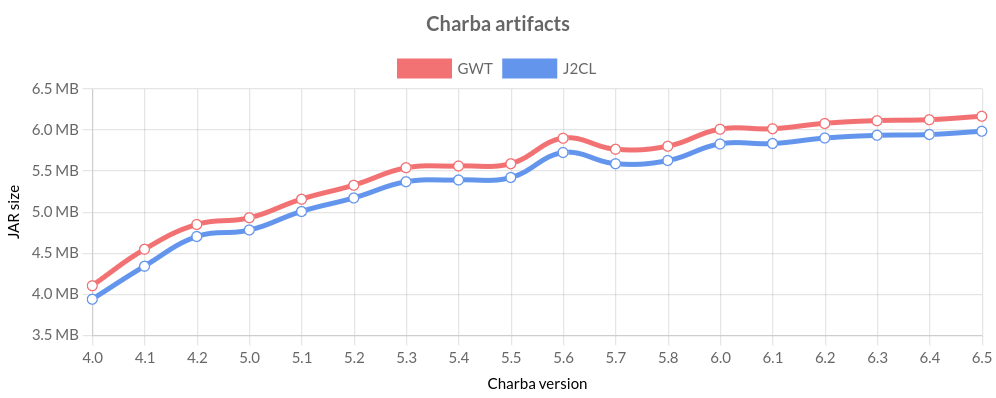 Charba artifacts
GWT J2CL
6.5 MB
6.0 MB
5.5 MB
5.0 MB
4.5 MB
4.0 MB
3.5 MB
JAR size
4.0 4.1 4.2 5.0 5.1 5.2 5.3 5.4 5.5 5.6 5.7 5.8 6.0 6.1 6.2 6.3 6.4 6.5
Charba version